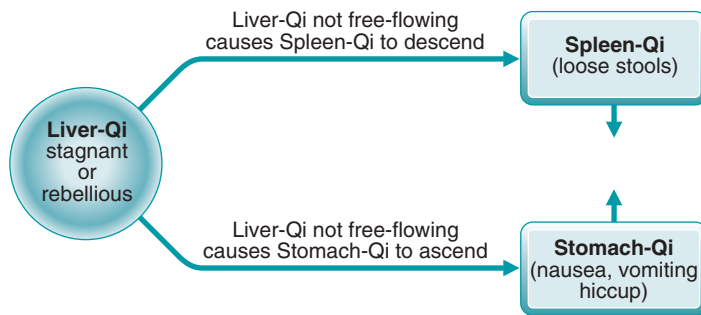 Liver-Qi not free-flowing
causes Spleen-Qi to descend
Spleen-Qi
(loose stools)
Liver-Qi
stagnant
or
rebellious
Liver-Qi not free-flowing
causes Stomach-Qi to ascend
Stomach-Qi
(nausea, vomiting
hiccup)